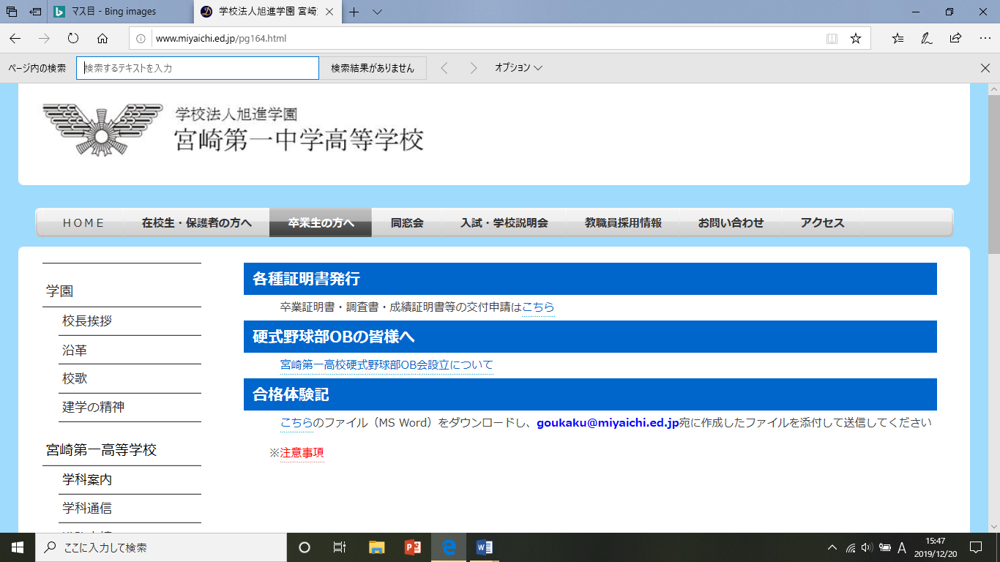 マス目 - Bing images
学校法人旭進学園 宮崎
www.miyaichi.ed.jp/pg164.html
ページ内の検索
検索するテキストを入力
検索結果がありません
オプション
学校法人旭進学園
宮崎第一中学高等学校
ＨＯＭＥ
在校生・保護者の方へ
卒業生の方へ
同窓会
入試・学校説明会
教職員採用情報
お問い合わせ
アクセス
学園
校長挨拶
沿革
校歌
建学の精神
宮崎第一高等学校
学科案内
学科通信
各種証明書発行
卒業証明書・調査書・成績証明書等の交付申請はこちら
硬式野球部OBの皆様へ
宮崎第一高校硬式野球部OB会設立について
合格体験記
こちらのファイル（MS Word）をダウンロードし、goukaku@miyaichi.ed.jp宛に作成したファイルを添付して送信してください
※注意事項
ここに入力して検索
A
15:47
2019/12/20